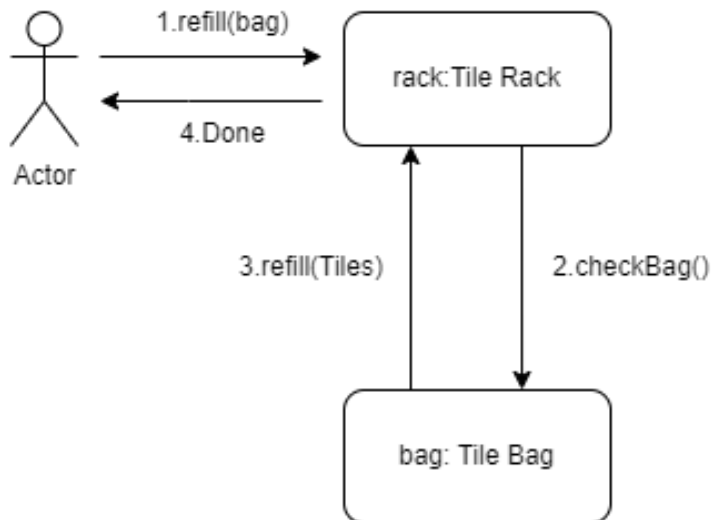 1.refill(bag)
rack:Tile Rack
4.Done
Actor
3.refill(Tiles)
2.checkBag()
bag: Tile Bag